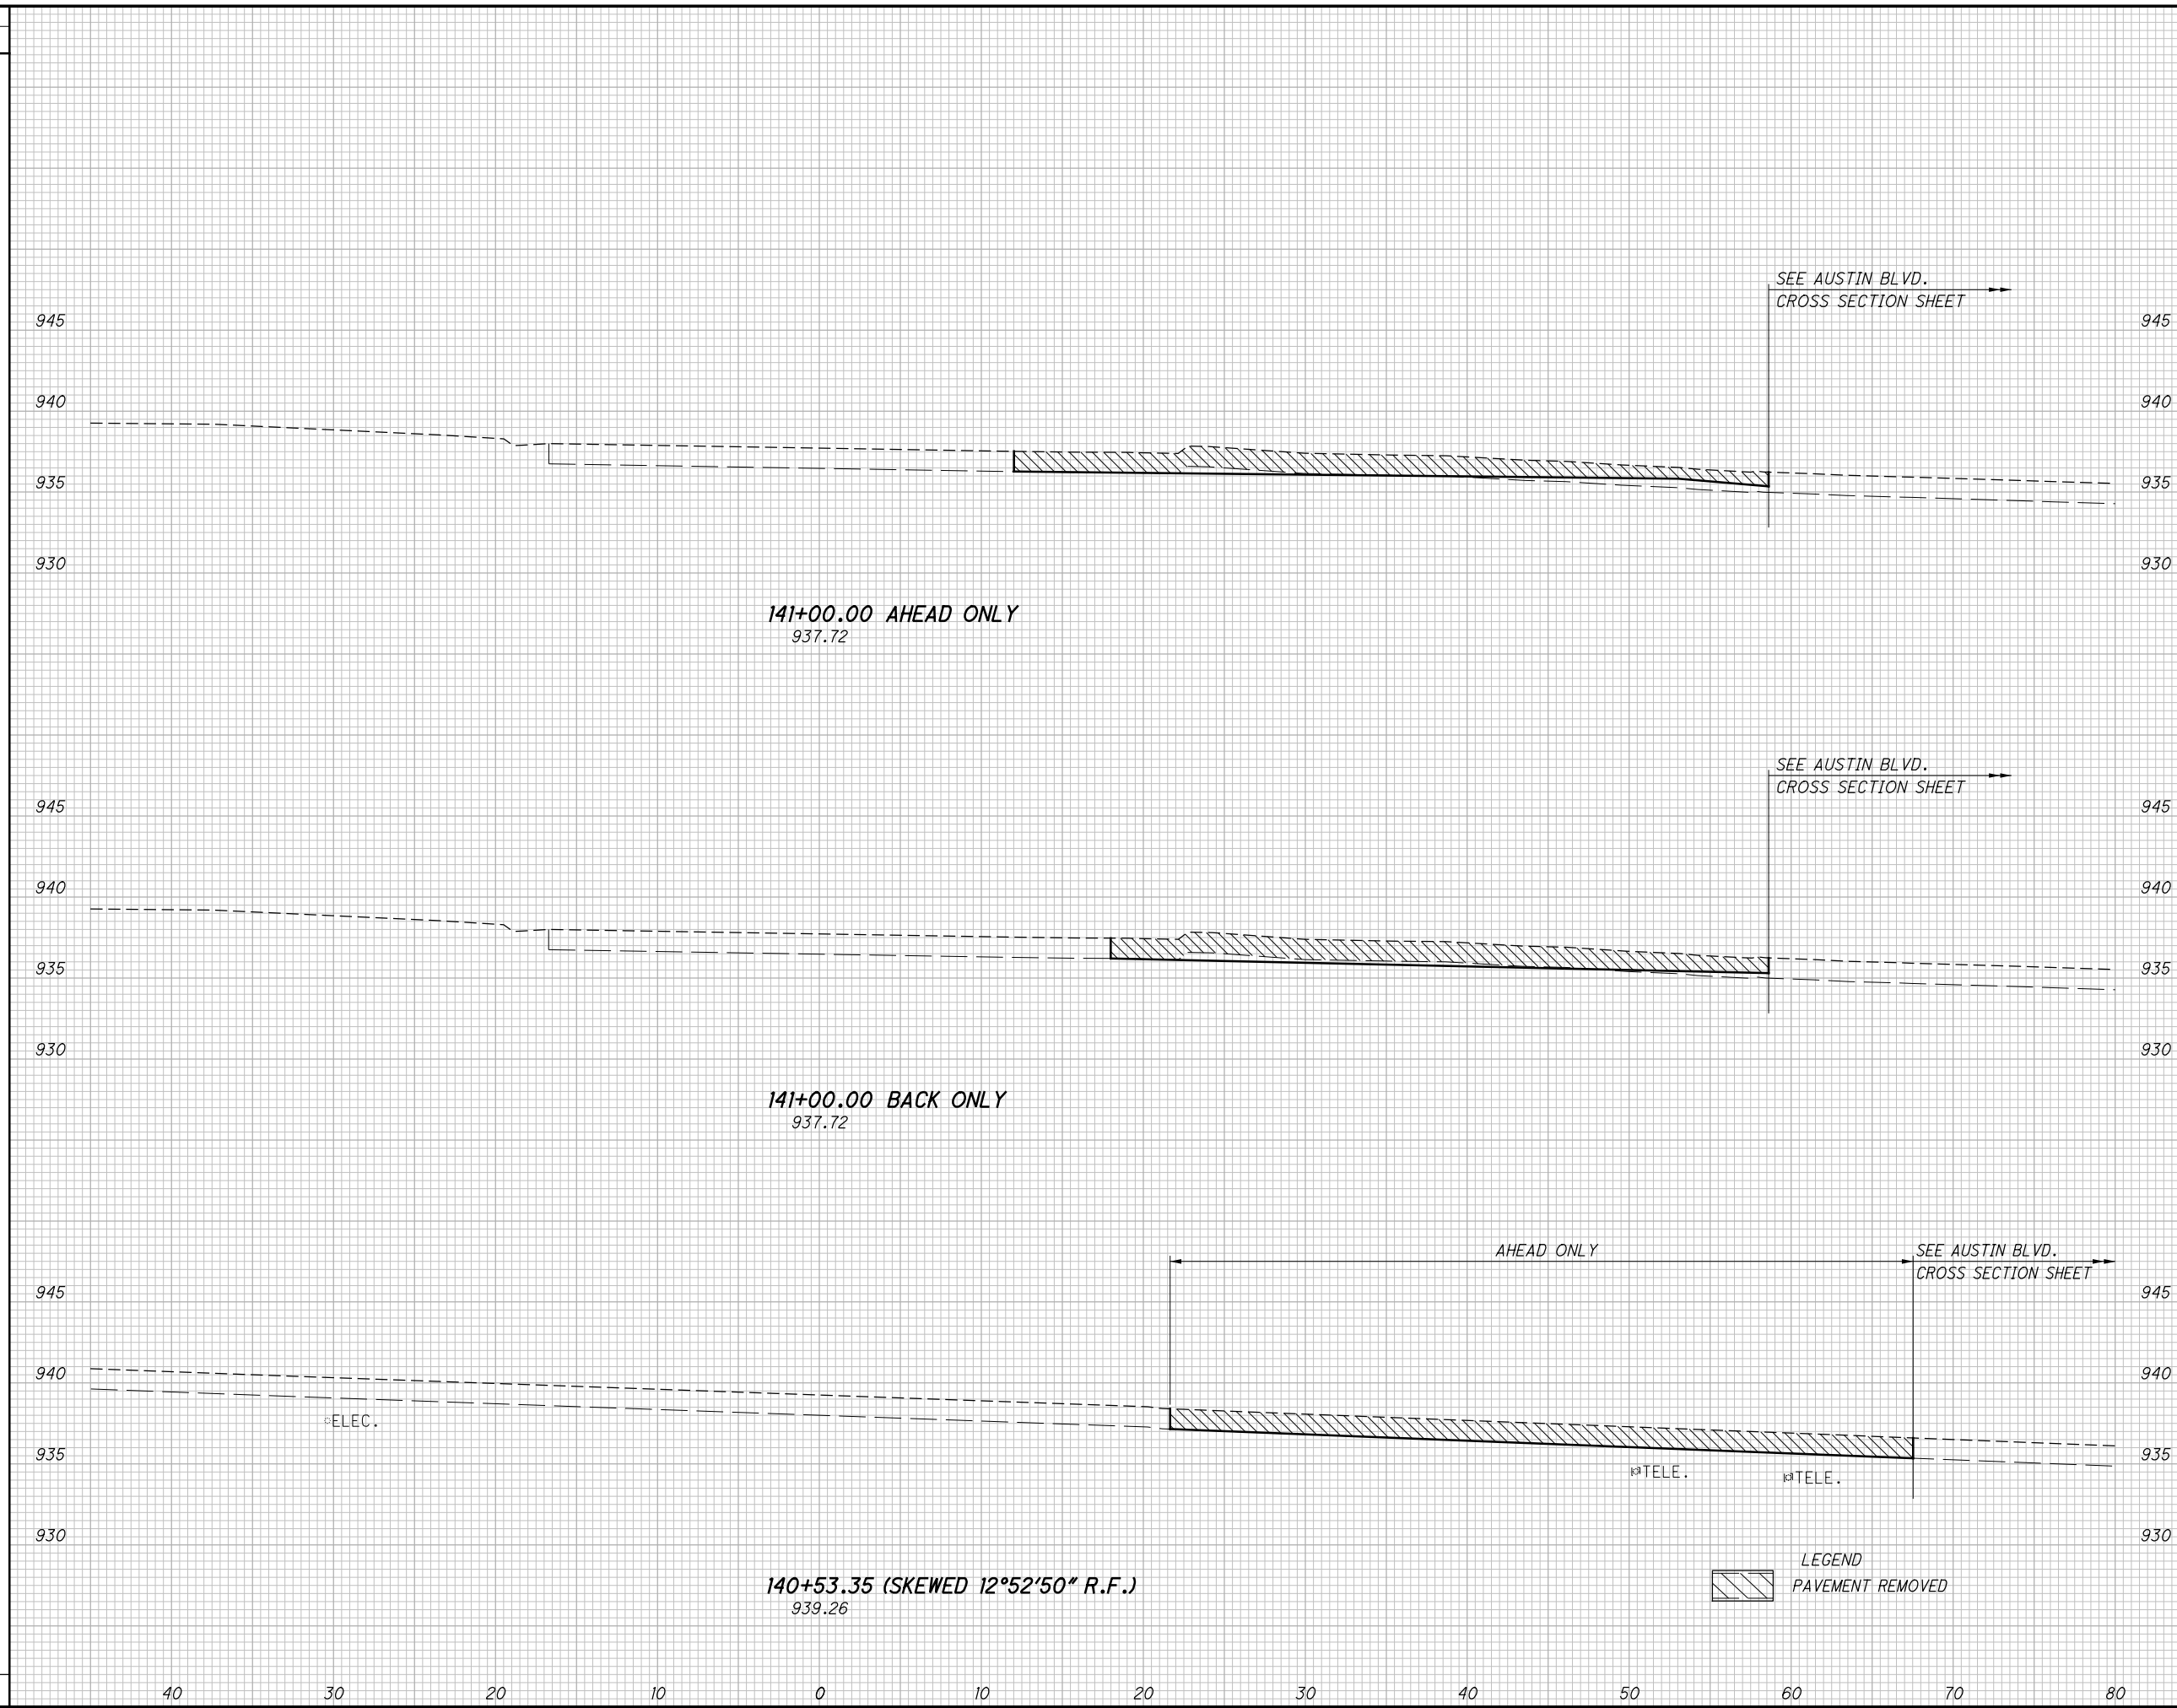 SEE AUSTIN BLVD.
CROSS SECTION SHEET
945 945
940 940
935 935
930 930
141+00.00 AHEAD ONLY
937.72
SEE AUSTIN BLVD.
CROSS SECTION SHEET
945 945
940 940
935 935
930 930
141+00.00 BACK ONLY
937.72
AHEAD ONLY
SEE AUSTIN BLVD.
CROSS SECTION SHEET
945 945
940 940
ELEC.
935 935
TELE. TELE.
930 930
LEGEND
PAVEMENT REMOVED
140+53.35 (SKEWED 12°52'50" R.F.)
939.26
40 30 20 10 0 10 20 30 40 50 60 70 80